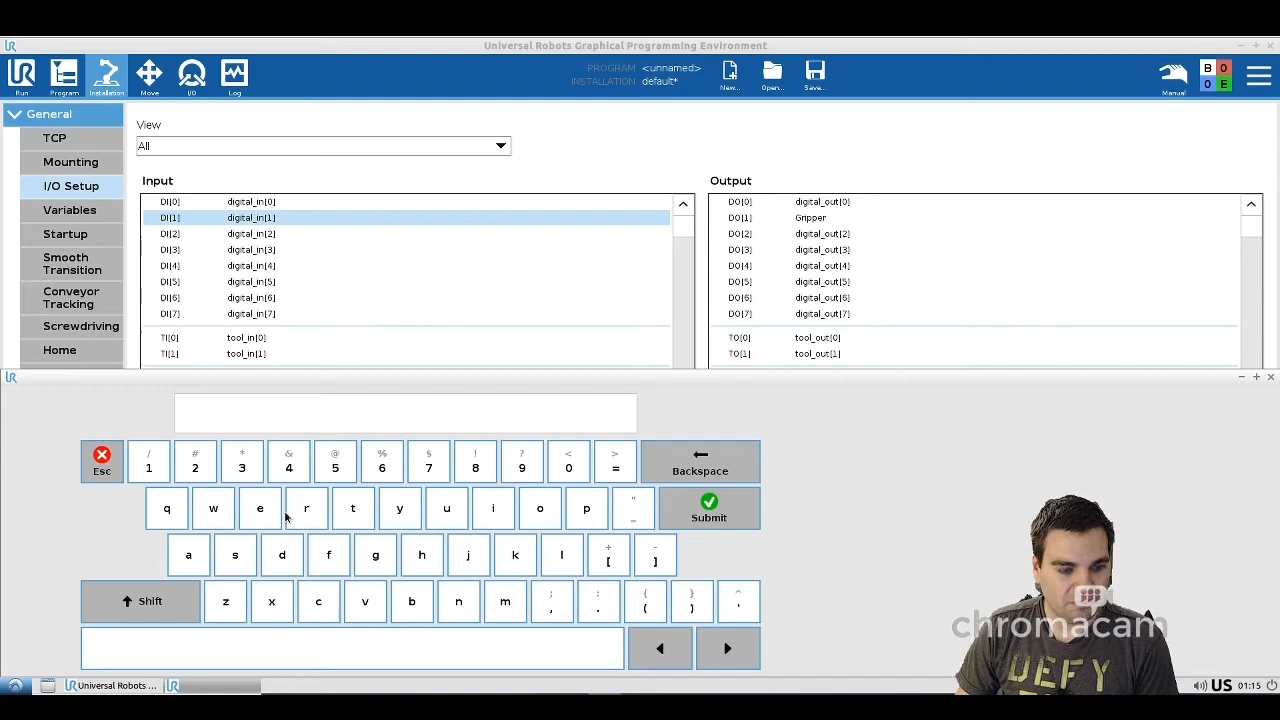 Universal Robots Graphical Programming Environment
Run
Program
Installation
Move
I/O
Log
PROGRAM <unnamed>
INSTALLATION default*
New...
Open...
Save...
Manual
B 0
0 E
General
TCP
Mounting
I/O Setup
Variables
Startup
Smooth
Transition
Conveyor
Tracking
Screwdriving
Home
View
All
Input
DI[0] digital_in[0]
DI[1] digital_in[1]
DI[2] digital_in[2]
DI[3] digital_in[3]
DI[4] digital_in[4]
DI[5] digital_in[5]
DI[6] digital_in[6]
DI[7] digital_in[7]
TI[0] tool_in[0]
TI[1] tool_in[1]
Output
DO[0] digital_out[0]
DO[1] Gripper
DO[2] digital_out[2]
DO[3] digital_out[3]
DO[4] digital_out[4]
DO[5] digital_out[5]
DO[6] digital_out[6]
DO[7] digital_out[7]
TO[0] tool_out[0]
TO[1] tool_out[1]
/ # * & @ % $ ! ? < >
Esc 1 2 3 4 5 6 7 8 9 0 = Backspace
"
q w e r t y u i o p _ Submit
+ -
a s d f g h j k l [ ]
; : { } ^
Shift z x c v b n m , . ( ) '
chromacam
DEFY
Universal Robots ...
US 01:15